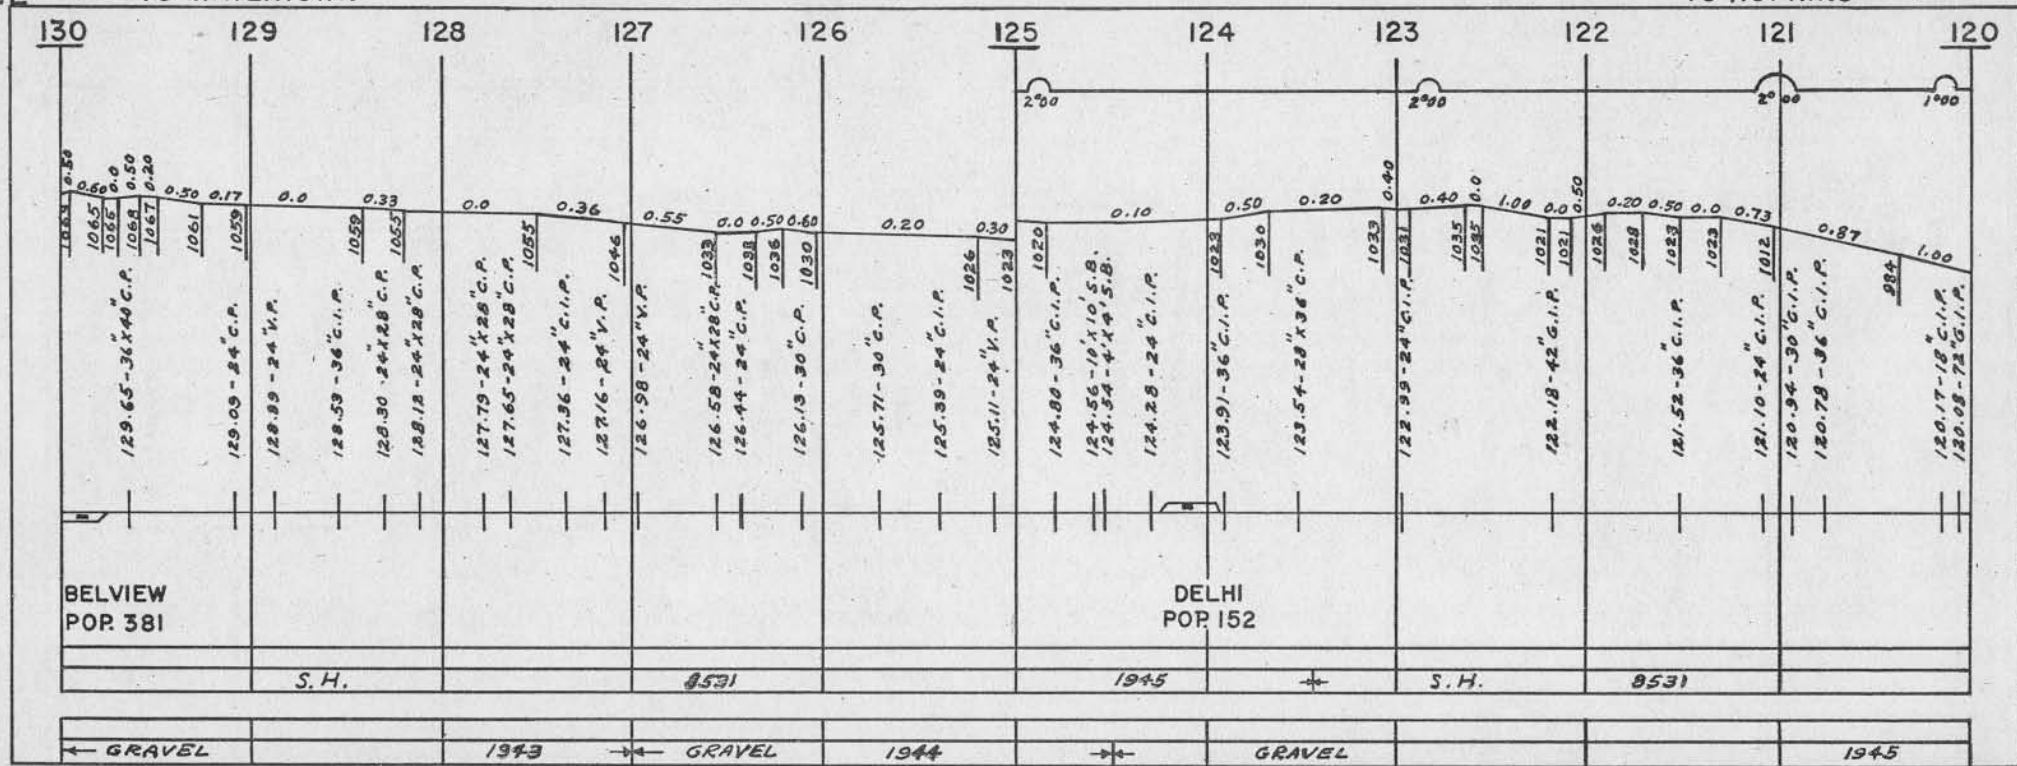 130 129 128 127 126 125 124 123 122 121 120
2°00 2°00 2°00 1°00
0.50 0.60 0.0 0.50 0.20 0.50 0.17 0.0 0.33 0.0 0.36 0.55 0.0 0.50 0.60 0.20 0.30 0.10 0.50 0.20 0.40 0.40 0.0 1.00 0.0 0.50 0.20 0.50 0.0 0.73 0.87 1.00
1069 1065 1066 1068 1067 1061 1059 1059 1055 1055 1046 1033 1033 1036 1030 1026 1023 1020 1023 1030 1033 1031 1035 1035 1021 1021 1026 1028 1023 1023 1012 984
129.65-36"X40"C.P.
129.09-24"C.P.
128.89-24"V.P.
128.53-36"C.I.P.
128.30-24"X28"C.P.
128.12-24"X28"C.P.
127.79-24"X28"C.P.
127.65-24"X28"C.P.
127.36-24"C.I.P.
127.16-24"V.P.
126.98-24"V.P.
126.58-24"X28"C.P.
126.44-24"C.P.
126.13-30"C.P.
125.71-30"C.P.
125.39-24"C.I.P.
125.11-24"V.P.
124.80-36"C.I.P.
124.56-10'X10' S.B.
124.54-4'X4' S.B.
124.28-24"C.I.P.
123.91-36"C.I.P.
123.54-28"X36"C.P.
122.99-24"C.I.P.
122.18-42"C.I.P.
121.52-36"C.I.P.
121.10-24"C.I.P.
120.94-30"C.I.P.
120.78-36"C.I.P.
120.17-18"C.I.P.
120.08-72"C.I.P.
BELVIEW
POP. 381
DELHI
POP. 152
S.H. 8531 1945 S.H. 8531
GRAVEL 1943 GRAVEL 1944 GRAVEL 1945